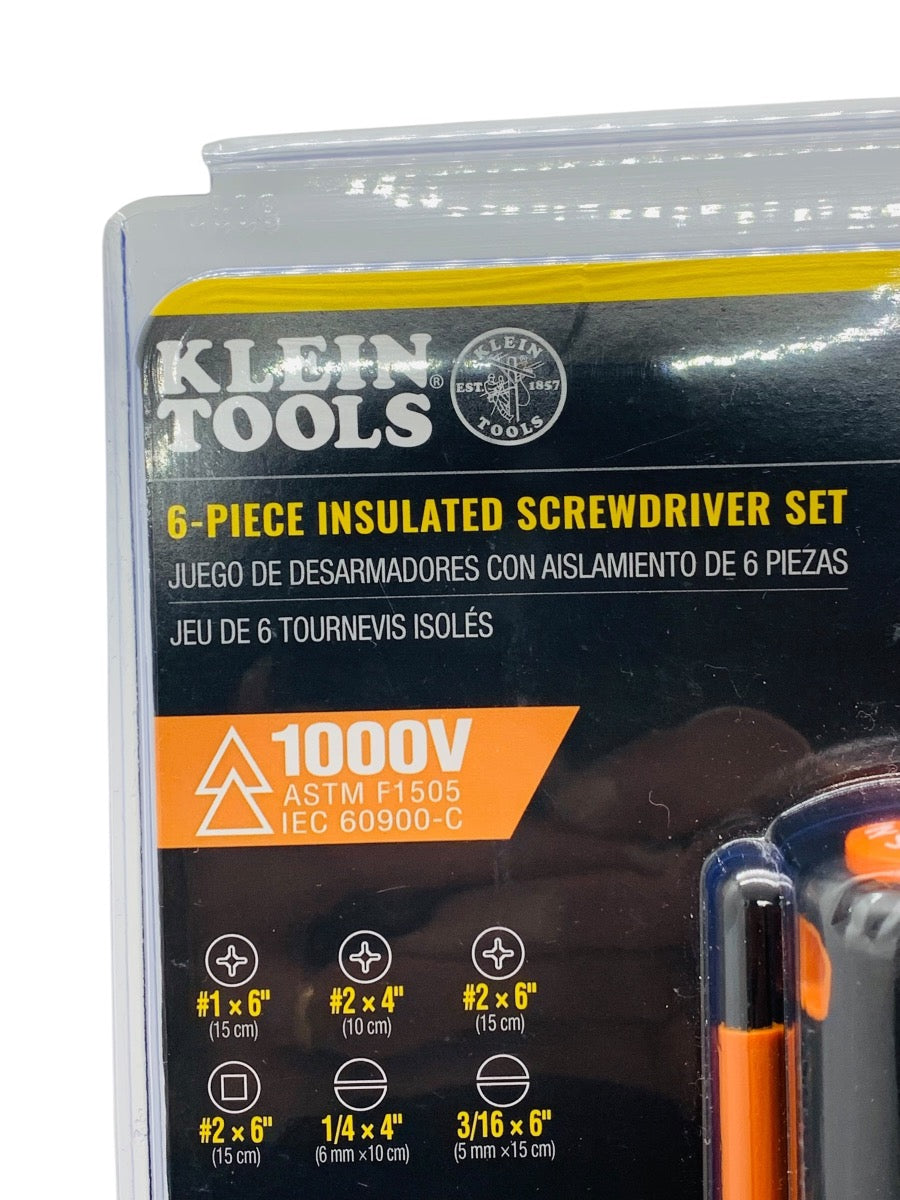 KLEIN
TOOLS®
KLEIN
EST. 1857
TOOLS
6-PIECE INSULATED SCREWDRIVER SET
JUEGO DE DESARMADORES CON AISLAMIENTO DE 6 PIEZAS
JEU DE 6 TOURNEVIS ISOLÉS
1000V
ASTM F1505
IEC 60900-C
#1 × 6" #2 × 4" #2 × 6"
(15 cm) (10 cm) (15 cm)
#2 × 6" 1/4 × 4" 3/16 × 6"
(15 cm) (6 mm ×10 cm) (5 mm ×15 cm)